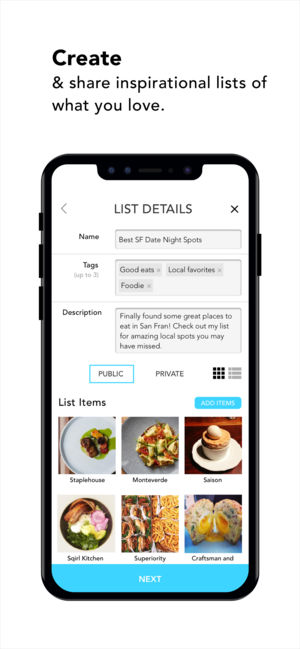 Create
& share inspirational lists of
what you love.
LIST DETAILS
Name
Best SF Date Night Spots
Tags
(up to 3)
Good eats × Local favorites ×
Foodie ×
Description
Finally found some great places to
eat in San Fran! Check out my list
for amazing local spots you may
have missed.
PUBLIC PRIVATE
List Items ADD ITEMS
Staplehouse Monteverde Saison
Sqirl Kitchen Superiority Craftsman and
NEXT